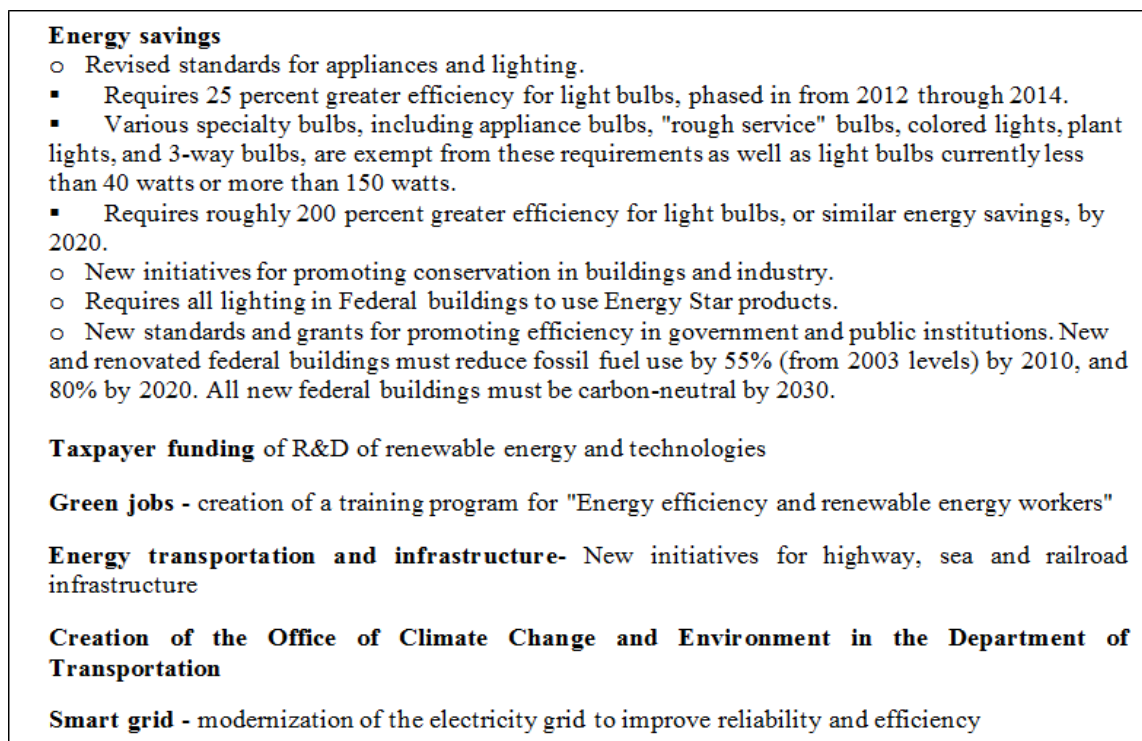 Energy savings
o Revised standards for appliances and lighting.
▪ Requires 25 percent greater efficiency for light bulbs, phased in from 2012 through 2014.
▪ Various specialty bulbs, including appliance bulbs, "rough service" bulbs, colored lights, plant
lights, and 3-way bulbs, are exempt from these requirements as well as light bulbs currently less
than 40 watts or more than 150 watts.
▪ Requires roughly 200 percent greater efficiency for light bulbs, or similar energy savings, by
2020.
o New initiatives for promoting conservation in buildings and industry.
o Requires all lighting in Federal buildings to use Energy Star products.
o New standards and grants for promoting efficiency in government and public institutions. New
and renovated federal buildings must reduce fossil fuel use by 55% (from 2003 levels) by 2010, and
80% by 2020. All new federal buildings must be carbon-neutral by 2030.
Taxpayer funding of R&D of renewable energy and technologies
Green jobs - creation of a training program for "Energy efficiency and renewable energy workers"
Energy transportation and infrastructure- New initiatives for highway, sea and railroad
infrastructure
Creation of the Office of Climate Change and Environment in the Department of
Transportation
Smart grid - modernization of the electricity grid to improve reliability and efficiency